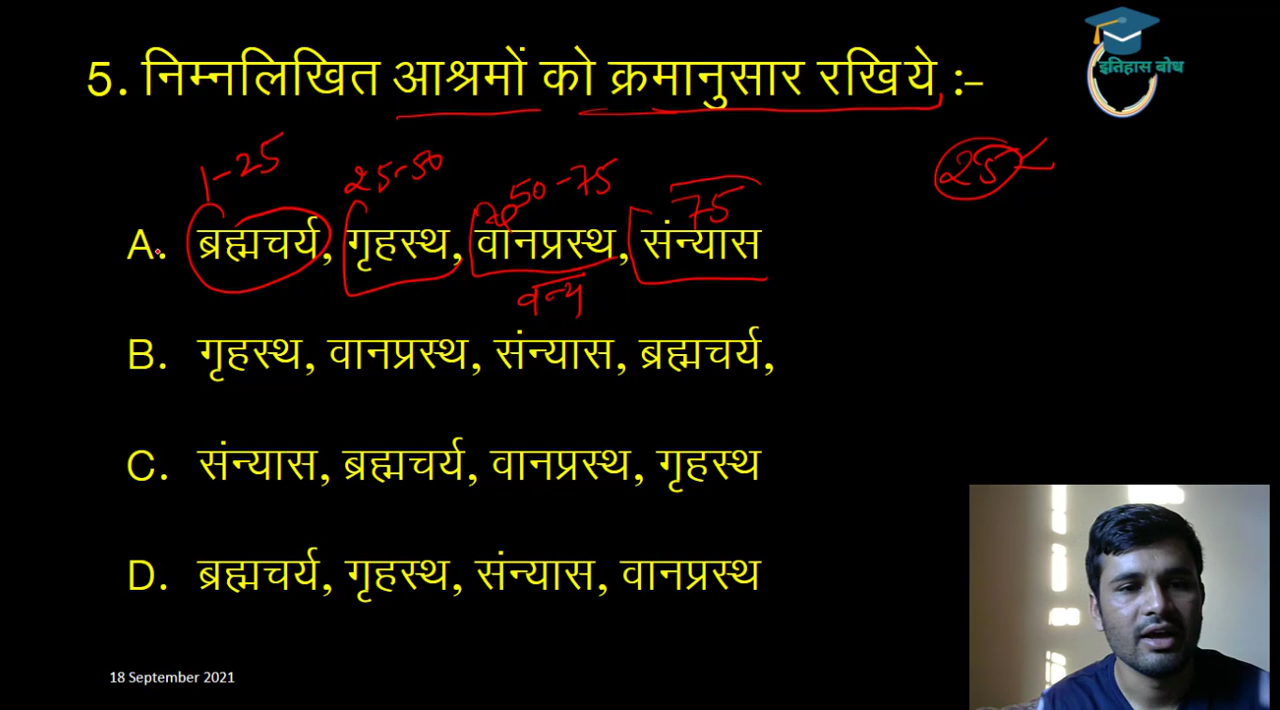 5. निम्नलिखित आश्रमों को क्रमानुसार रखिये :-
इतिहास बोध
1-25 25-50 50-75 75 25
A. ब्रह्मचर्य, गृहस्थ, वानप्रस्थ, संन्यास
वन्य
B. गृहस्थ, वानप्रस्थ, संन्यास, ब्रह्मचर्य,
C. संन्यास, ब्रह्मचर्य, वानप्रस्थ, गृहस्थ
D. ब्रह्मचर्य, गृहस्थ, संन्यास, वानप्रस्थ
18 September 2021